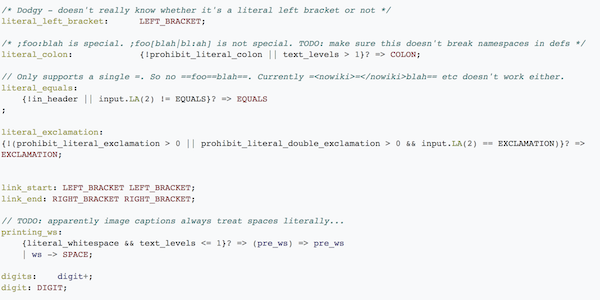 /* Dodgy - doesn't really know whether it's a literal left bracket or not */
literal_left_bracket: LEFT_BRACKET;
/* ;foo:blah is special. ;foo[blah|bl:ah] is not special. TODO: make sure this doesn't break namespaces in defs */
literal_colon: {!prohibit_literal_colon || text_levels > 1}? => COLON;
// Only supports a single =. So no ==foo==blah==. Currently =<nowiki>=</nowiki>blah== etc doesn't work either.
literal_equals:
{!in_header || input.LA(2) != EQUALS}? => EQUALS
;
literal_exclamation:
{!(prohibit_literal_exclamation > 0 || prohibit_literal_double_exclamation > 0 && input.LA(2) == EXCLAMATION)}? =>
EXCLAMATION;
link_start: LEFT_BRACKET LEFT_BRACKET;
link_end: RIGHT_BRACKET RIGHT_BRACKET;
// TODO: apparently image captions always treat spaces literally...
printing_ws:
{literal_whitespace && text_levels <= 1}? => (pre_ws) => pre_ws
| ws -> SPACE;
digits: digit+;
digit: DIGIT;